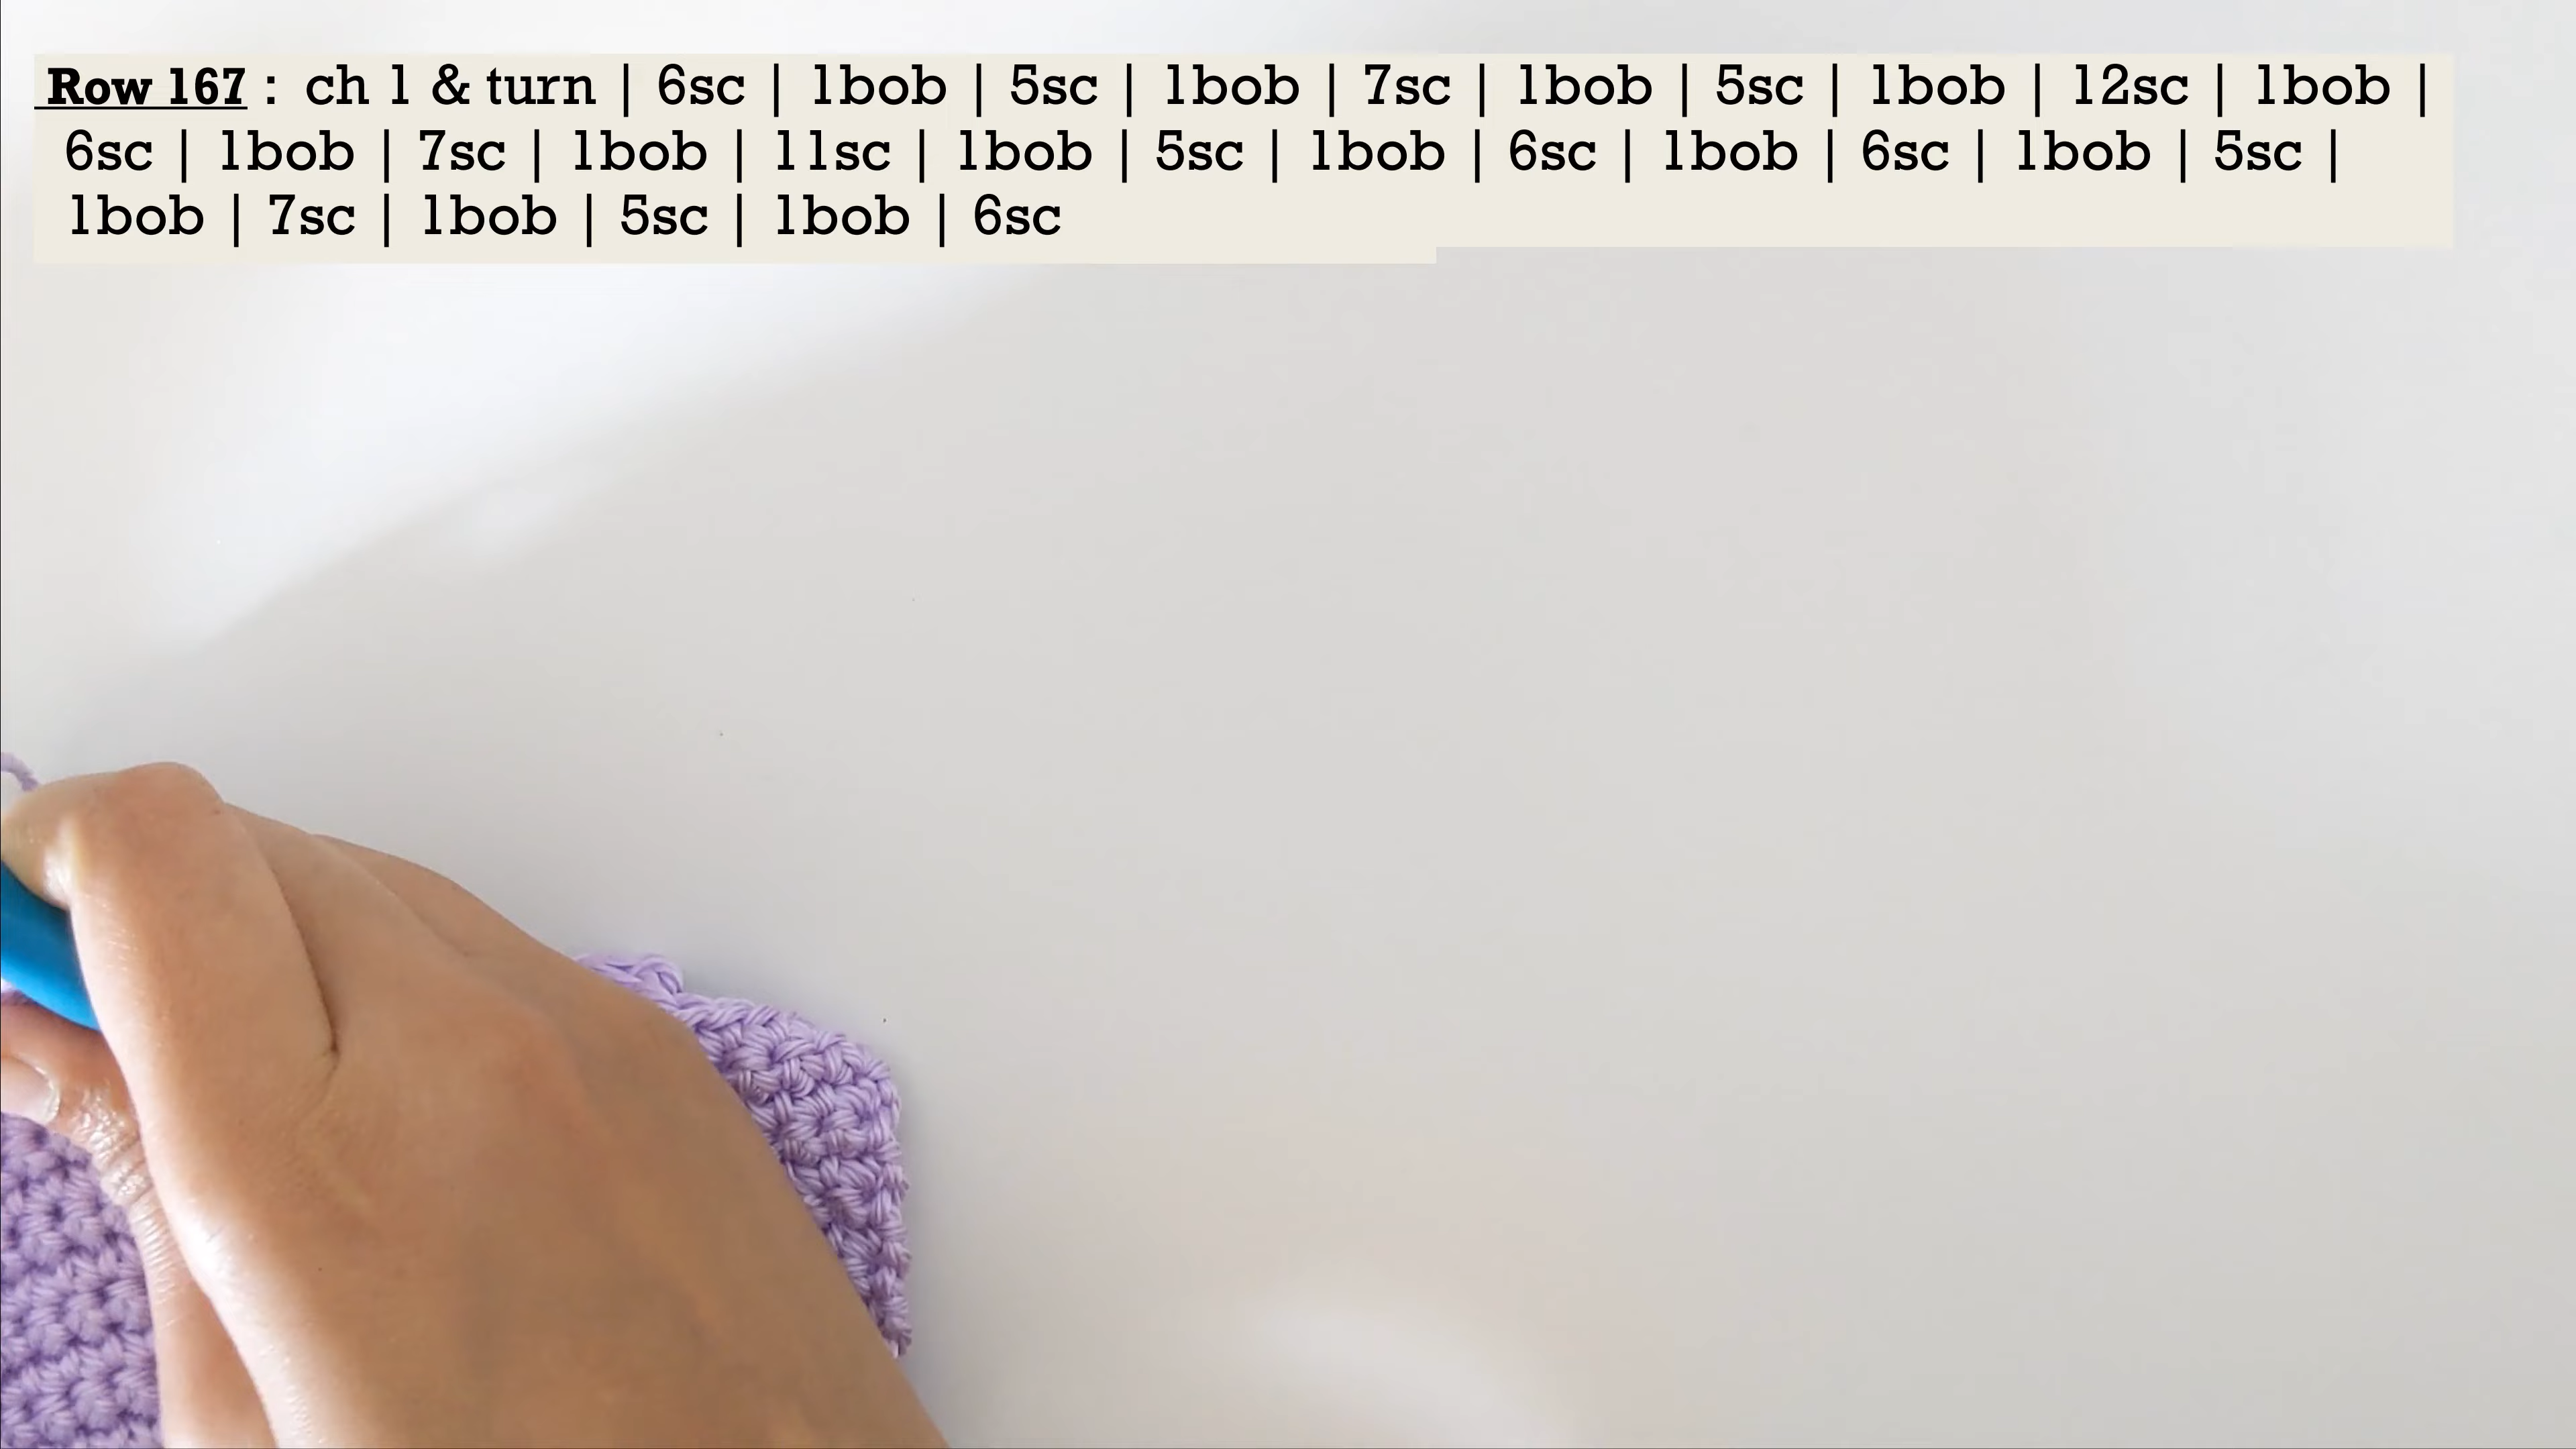 Row 167 : ch 1 & turn | 6sc | 1bob | 5sc | 1bob | 7sc | 1bob | 5sc | 1bob | 12sc | 1bob |
6sc | 1bob | 7sc | 1bob | 11sc | 1bob | 5sc | 1bob | 6sc | 1bob | 6sc | 1bob | 5sc |
1bob | 7sc | 1bob | 5sc | 1bob | 6sc